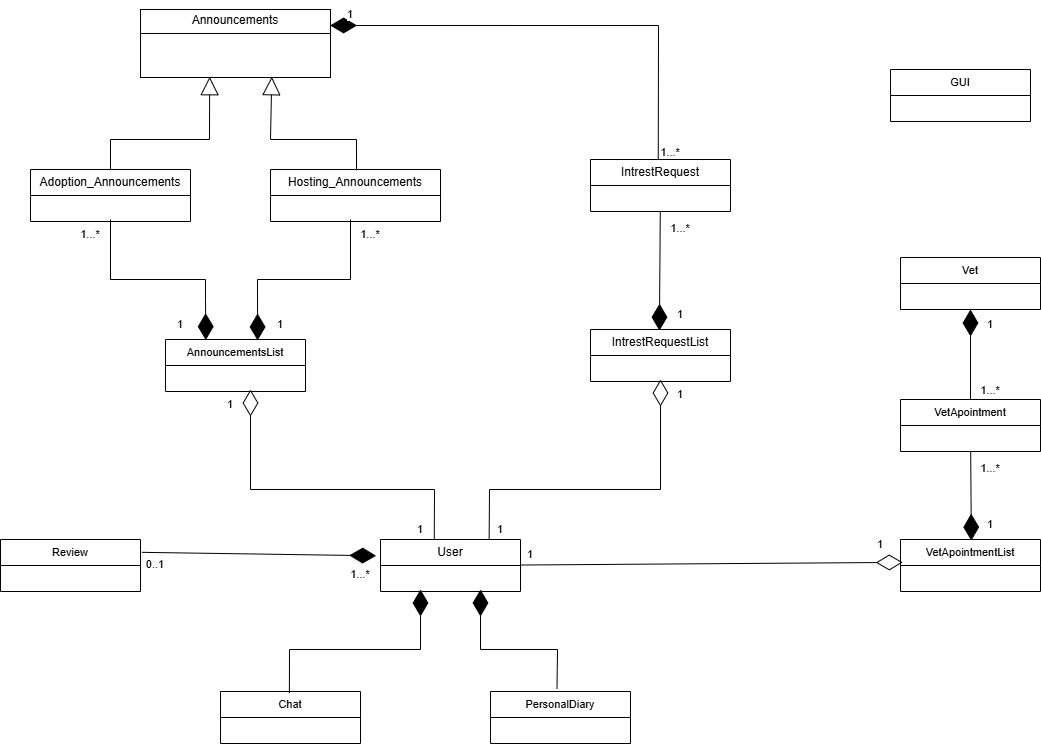 Announcements
1
GUI
1...*
Adoption_Announcements
Hosting_Announcements
IntrestRequest
1...*
1...*
1...*
Vet
1
1
1
1
AnnouncementsList
IntrestRequestList
1
1
1...*
VetApointment
1...*
1
1
1
Review
0..1
1...*
User
1
1
VetApointmentList
Chat
PersonalDiary